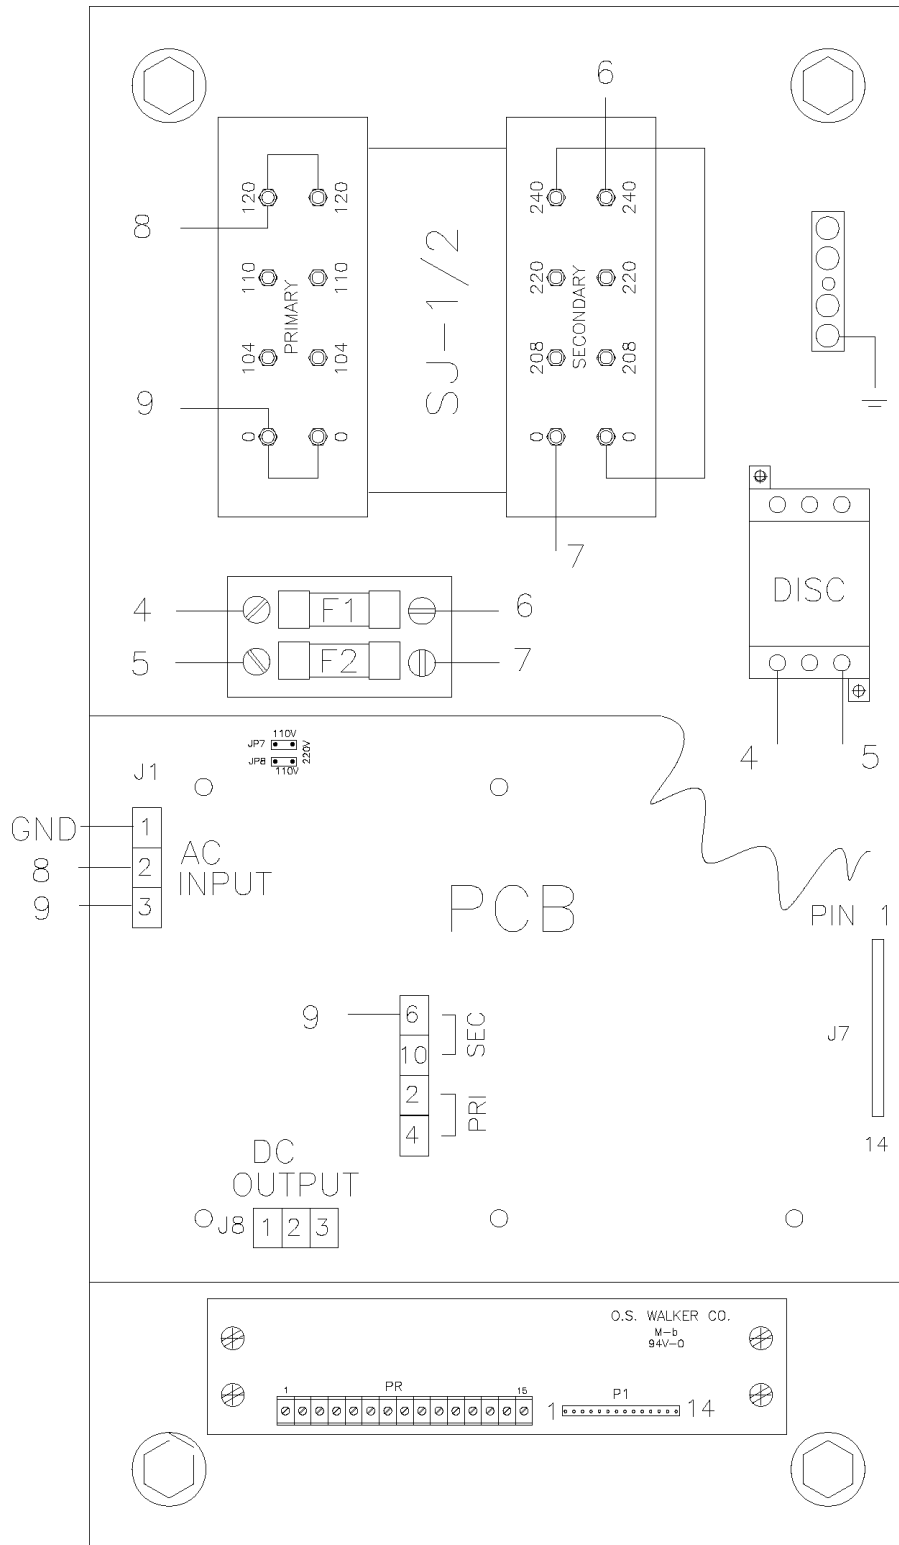 6
120 120 240 240
8
110 110 220 220
PRIMARY SJ-1/2 SECONDARY
104 104 208 208
9
0 0 0 0
7
DISC
4 F1 6
5 F2 7
4 5
110V
JP7
220V
JP8
110V
J1
GND 1
8 2 AC
INPUT
9 3
PCB
PIN 1
9 6
SEC
10
J7
2
PRI
4
14
DC
OUTPUT
J8 1 2 3
O.S. WALKER CO.
M-b
94V-0
1 PR 15
P1
1 14